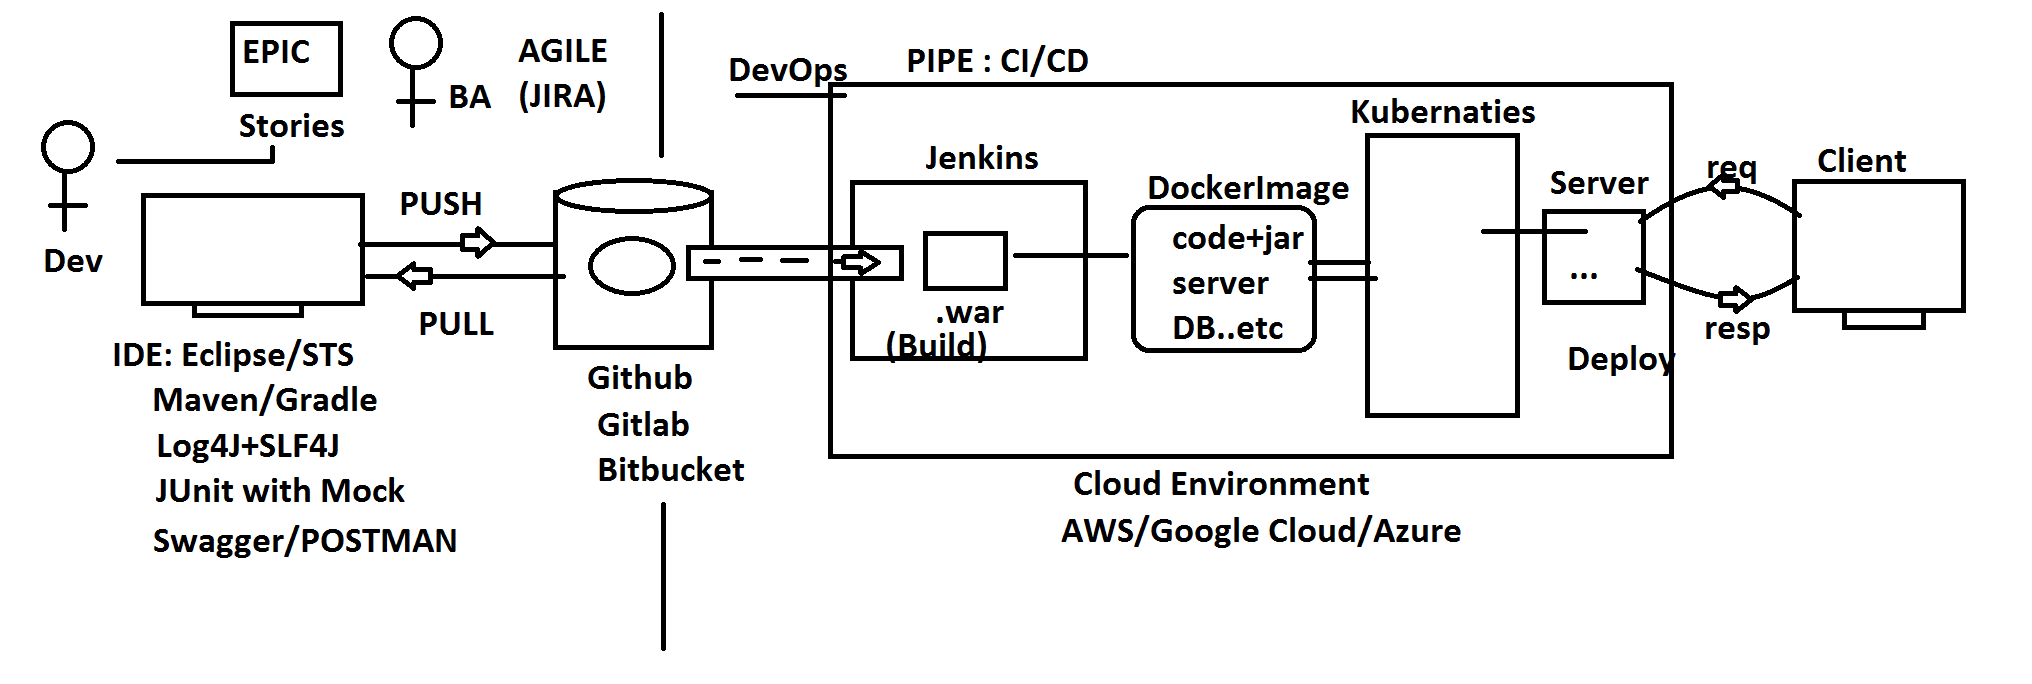 EPIC
Stories
BA
AGILE
(JIRA)
Dev
PUSH
PULL
IDE: Eclipse/STS
Maven/Gradle
Log4J+SLF4J
JUnit with Mock
Swagger/POSTMAN
Github
Gitlab
Bitbucket
DevOps
PIPE : CI/CD
Jenkins
.war
(Build)
DockerImage
code+jar
server
DB..etc
Kubernaties
Server
...
Deploy
req
resp
Client
Cloud Environment
AWS/Google Cloud/Azure